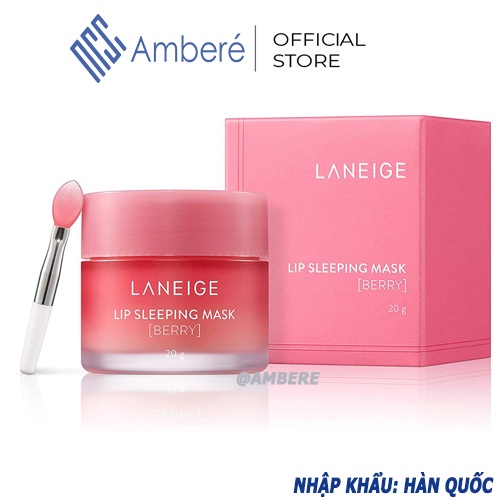 Amberé
OFFICIAL
STORE
LANEIGE
LIP SLEEPING MASK
[BERRY]
20 g
LANEIGE
LIP SLEEPING MASK
[BERRY]
20 g
@AMBERE
NHẬP KHẨU: HÀN QUỐC